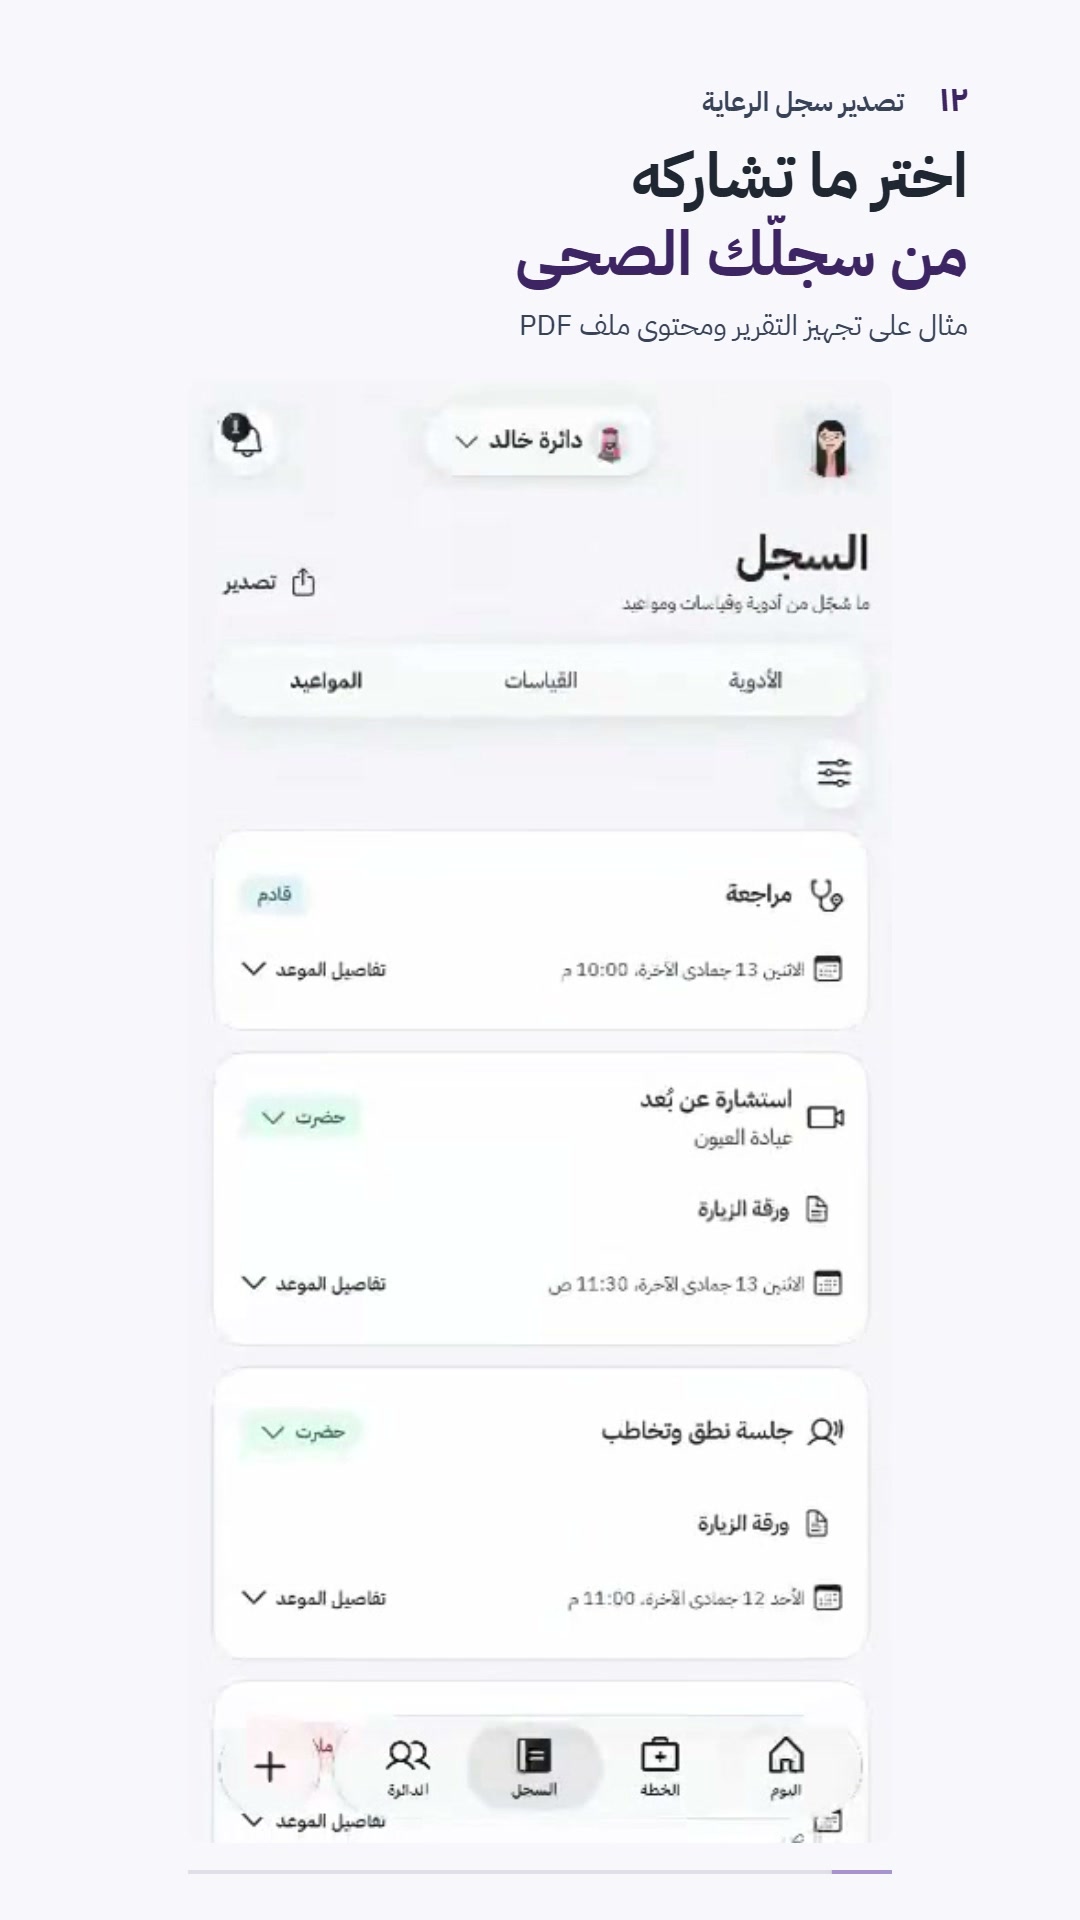 ١٢ تصدير سجل الرعاية
اختر ما تشاركه
من سجلّك الصحي
مثال على تجهيز التقرير ومحتوى ملف PDF
دائرة خالد
1
السجل
تصدير
ما سُجّل من أدوية وقياسات ومواعيد
الأدوية القياسات المواعيد
مراجعة قادم
الاثنين 13 جمادى الآخرة، 10:00 م تفاصيل الموعد
استشارة عن بُعد حضرت
عيادة العيون
ورقة الزيارة
الاثنين 13 جمادى الآخرة، 11:30 ص تفاصيل الموعد
جلسة نطق وتخاطب حضرت
ورقة الزيارة
الأحد 12 جمادى الآخرة، 11:00 م تفاصيل الموعد
اليوم الخطة السجل الدائرة
تفاصيل الموعد